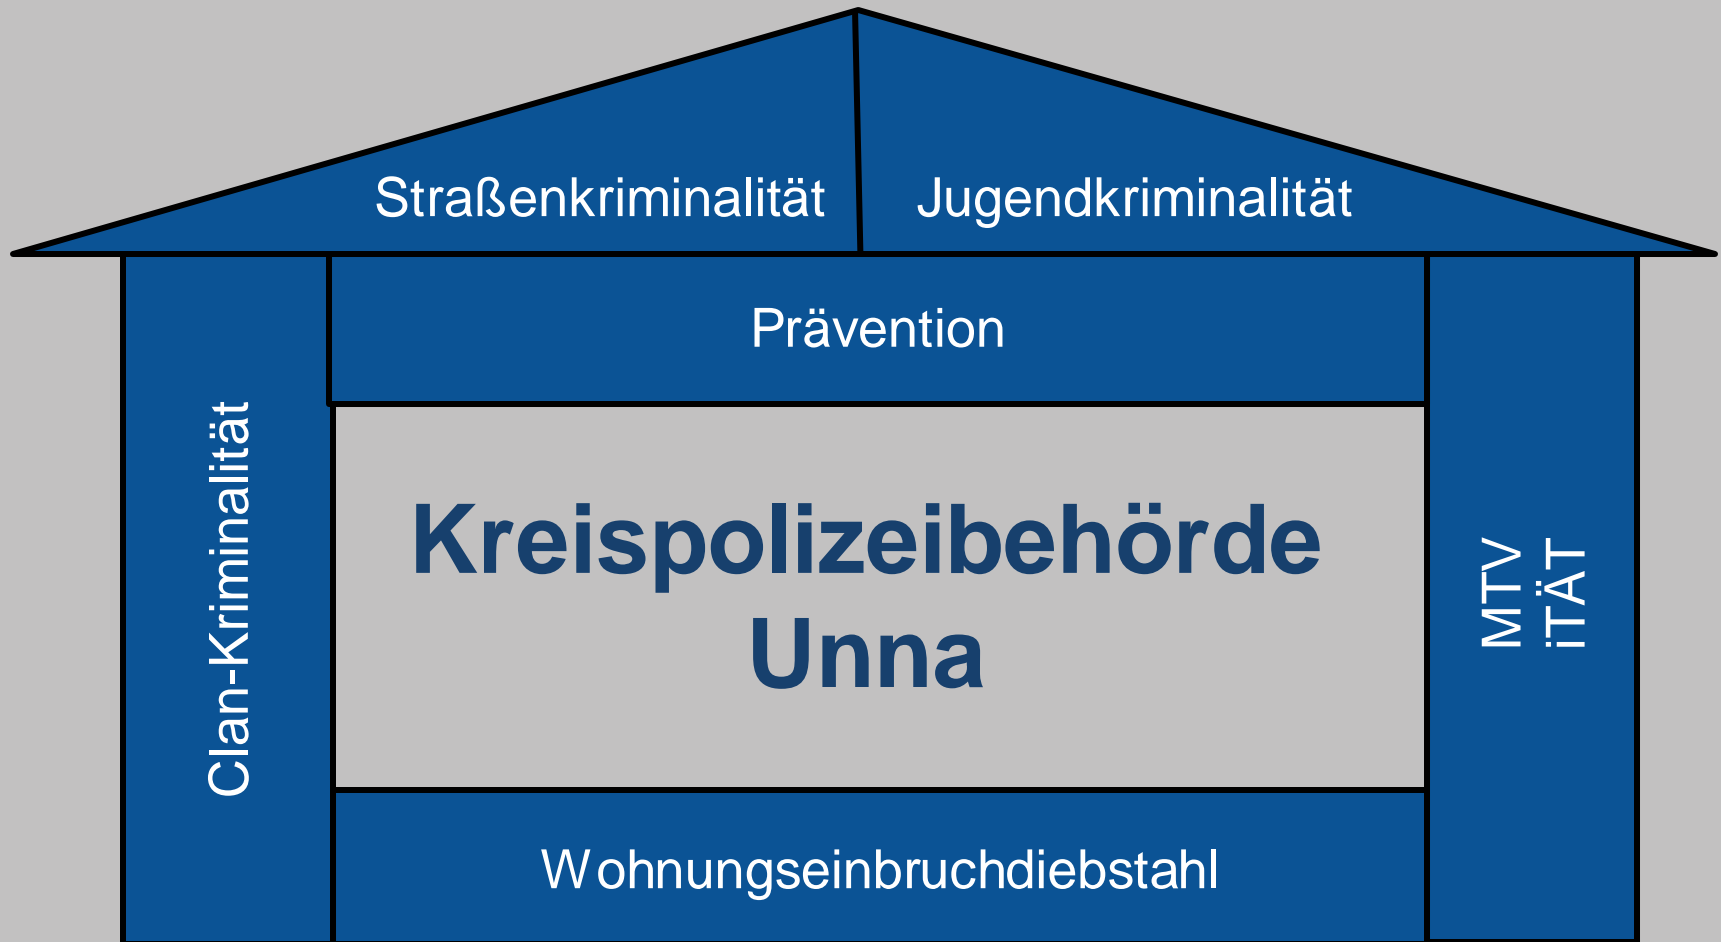 Straßenkriminalität
Jugendkriminalität
Prävention
Clan-Kriminalität
Kreispolizeibehörde
Unna
MTV
iTÄT
Wohnungseinbruchdiebstahl